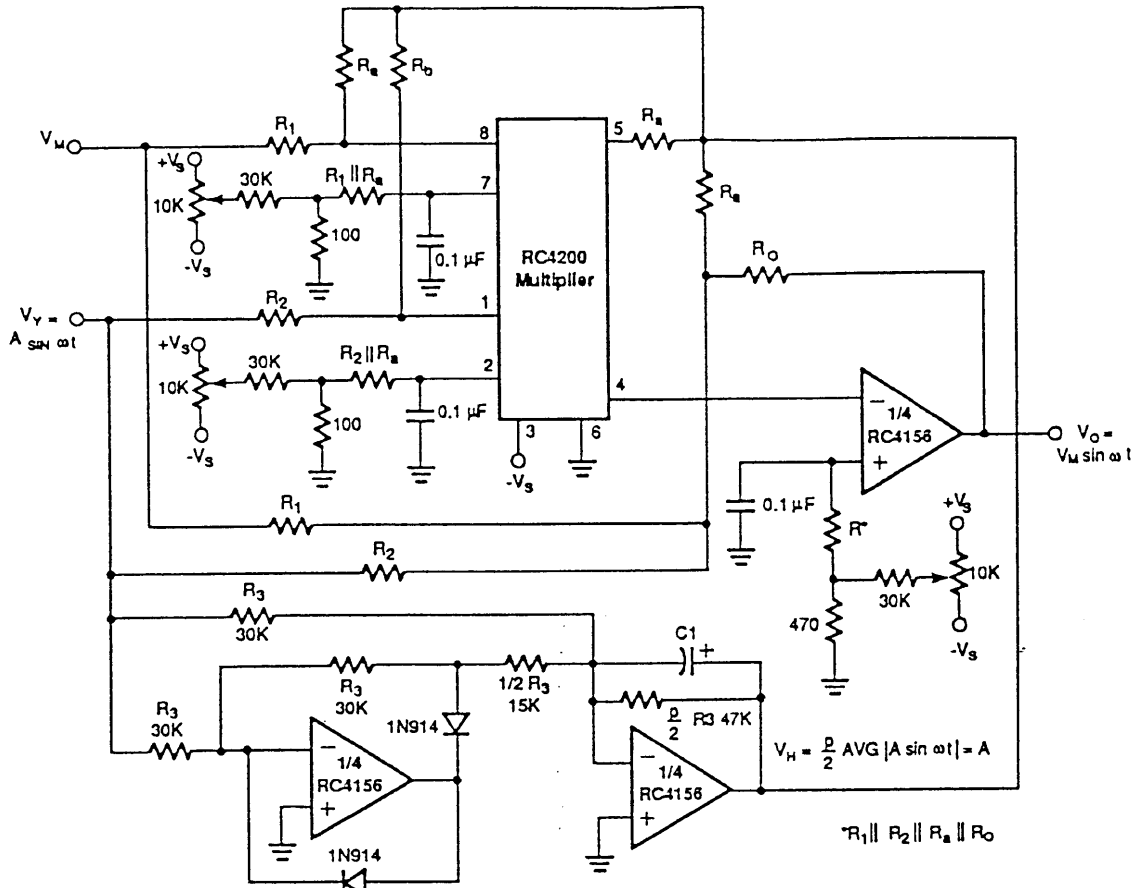 Ra
Rb
VM
R1
8
5
Ra
+VS
30K
R1 || Ra
7
10K
100
0.1 µF
-VS
RC4200
Multiplier
Ra
RO
VY =
A SIN ωt
R2
1
+VS
30K
R2 || Ra
2
10K
100
0.1 µF
-VS
3
-VS
6
4
−
1/4
RC4156
+
VO =
VM sin ωt
0.1 µF
R*
+VS
10K
30K
470
-VS
R1
R2
R3
30K
C1
+
R3
30K
1/2 R3
15K
p/2 R3 47K
R3
30K
1N914
−
1/4
RC4156
+
1N914
−
1/4
RC4156
+
VH = p/2 AVG |A sin ωt| = A
*R1 || R2 || Ra || RO